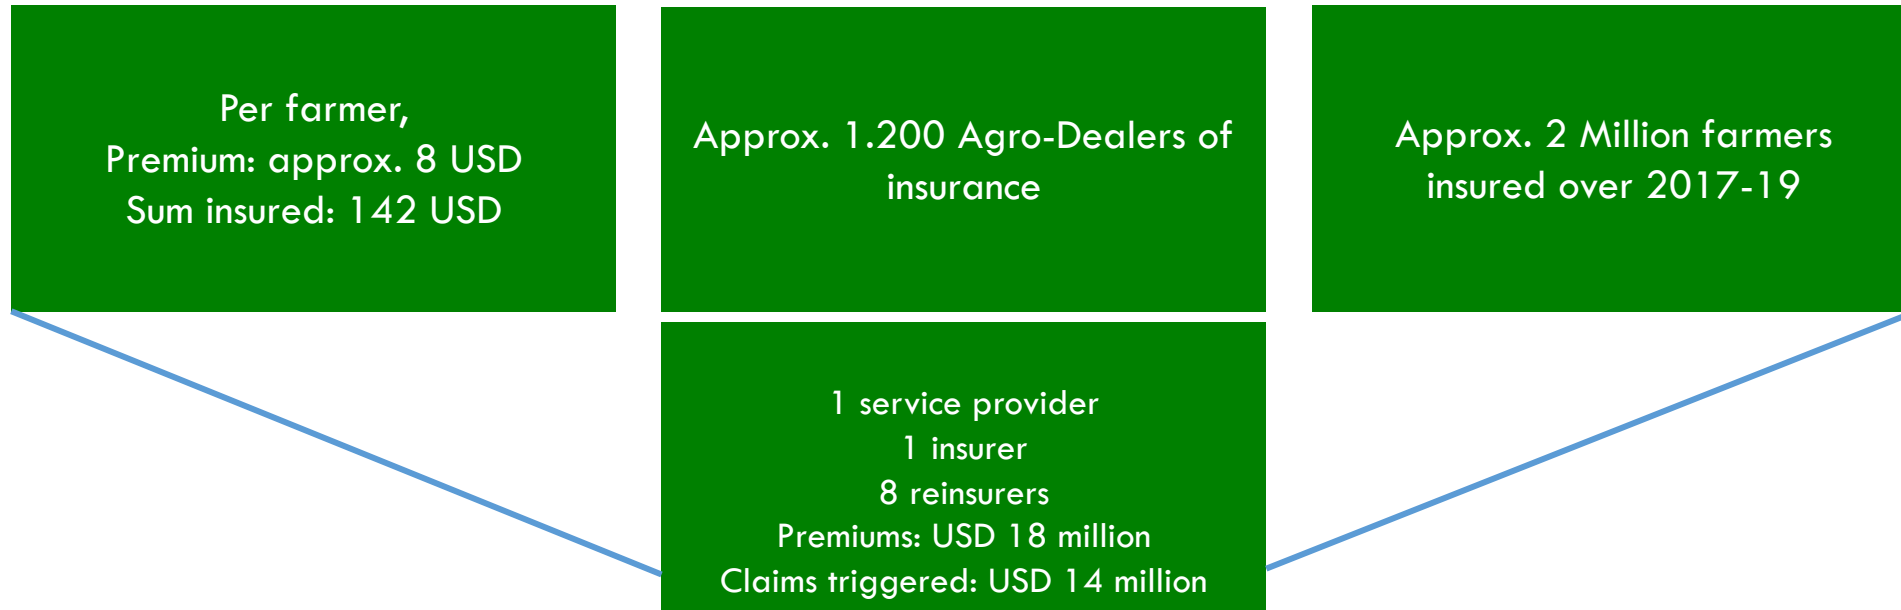 Per farmer,
Premium: approx. 8 USD
Sum insured: 142 USD
Approx. 1.200 Agro-Dealers of
insurance
Approx. 2 Million farmers
insured over 2017-19
1 service provider
1 insurer
8 reinsurers
Premiums: USD 18 million
Claims triggered: USD 14 million